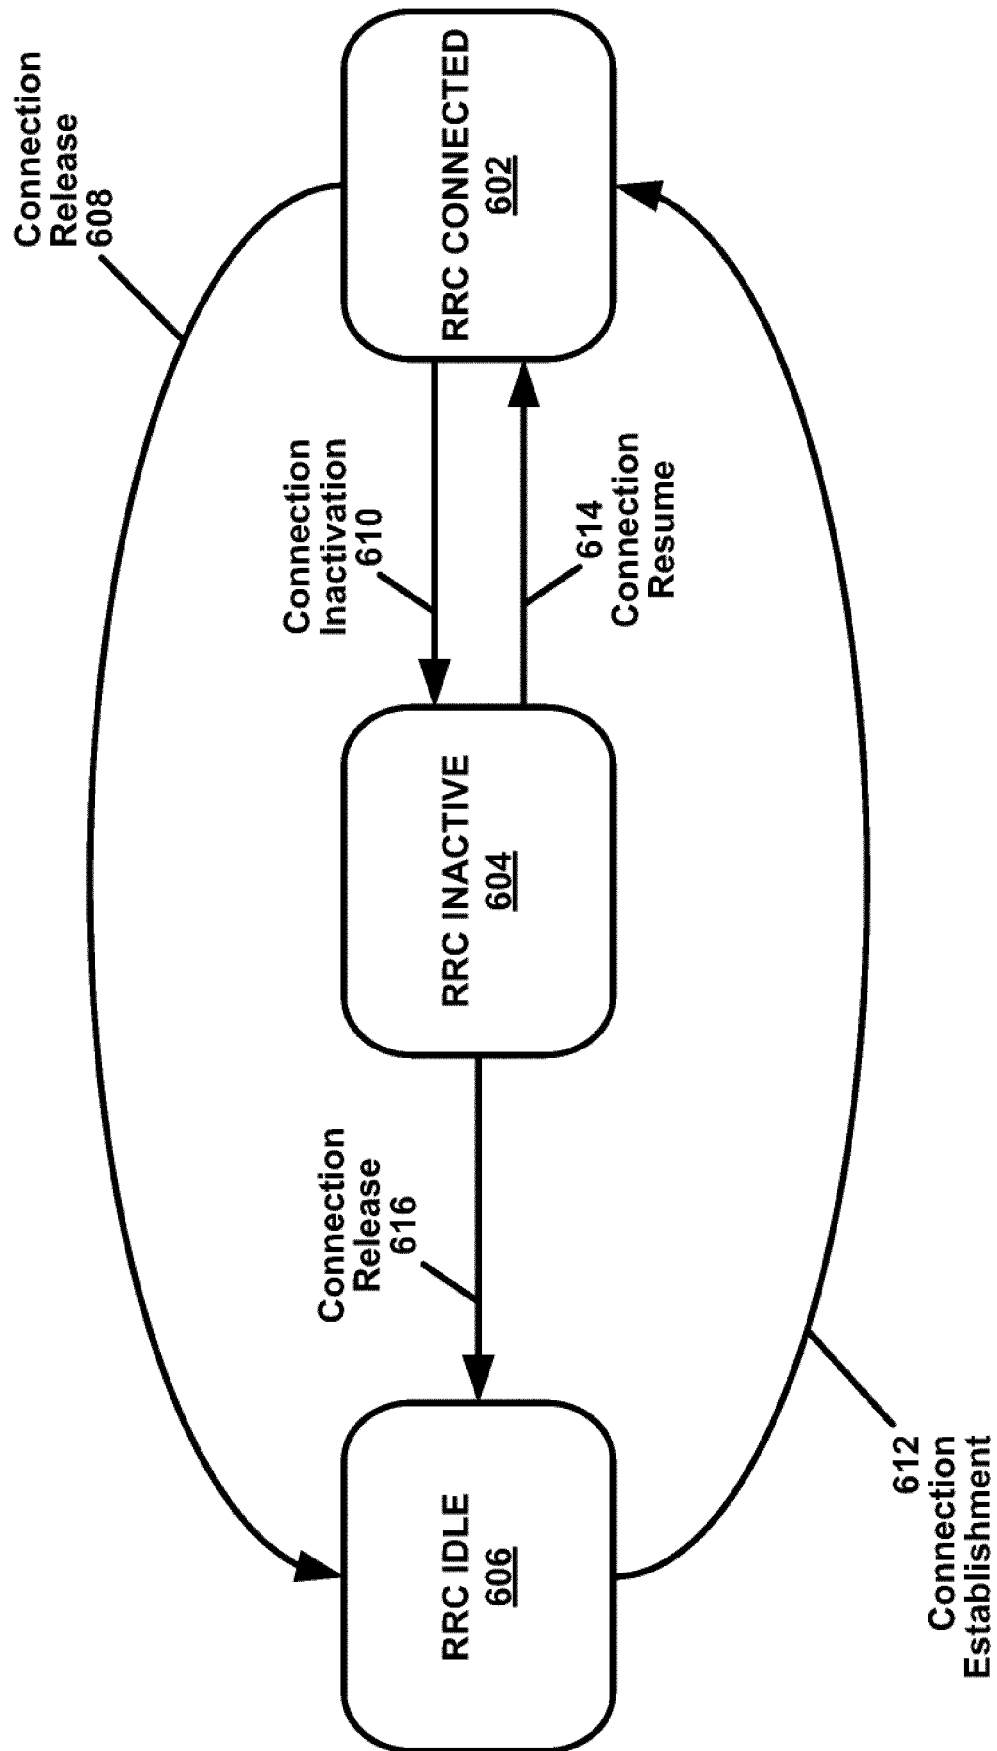 Connection
Release
608
RRC IDLE
606
Connection
Release
616
RRC INACTIVE
604
Connection
Inactivation
610
614
Connection
Resume
RRC CONNECTED
602
612
Connection
Establishment